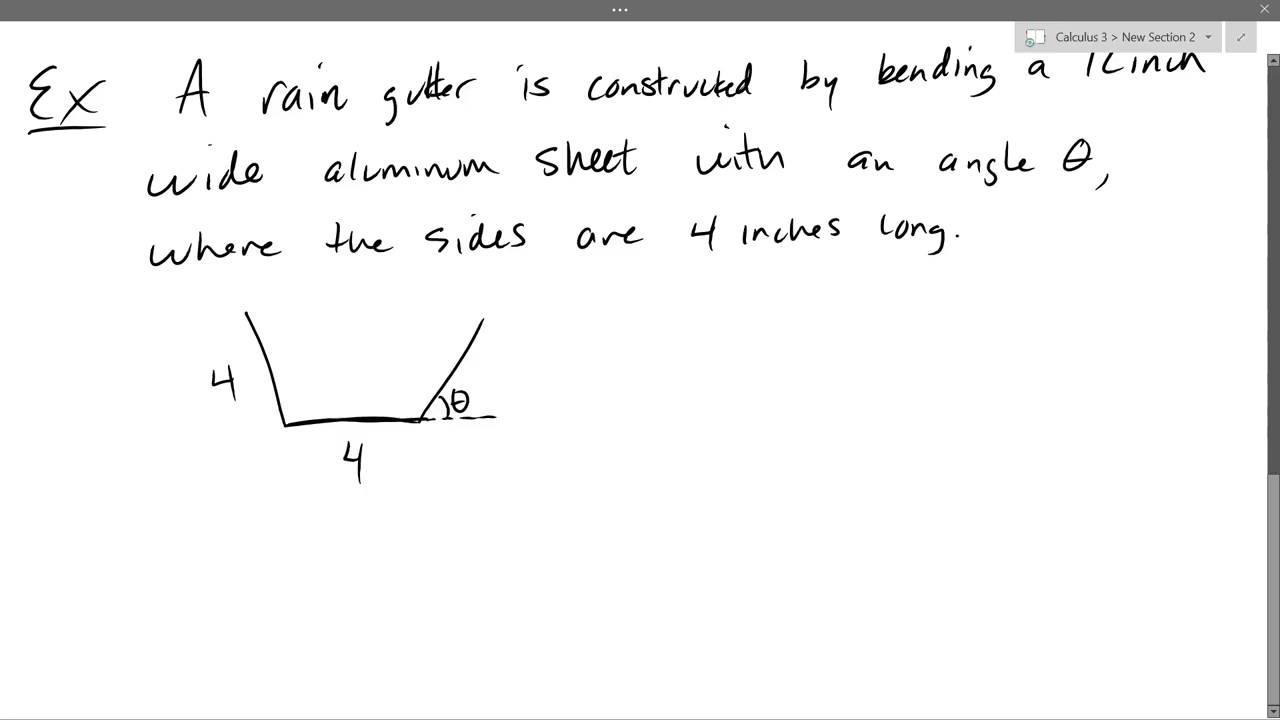 Calculus 3 > New Section 2
Ex A rain gutter is constructed by bending a 12 inch
wide aluminum sheet with an angle θ,
where the sides are 4 inches long.
4
θ
4